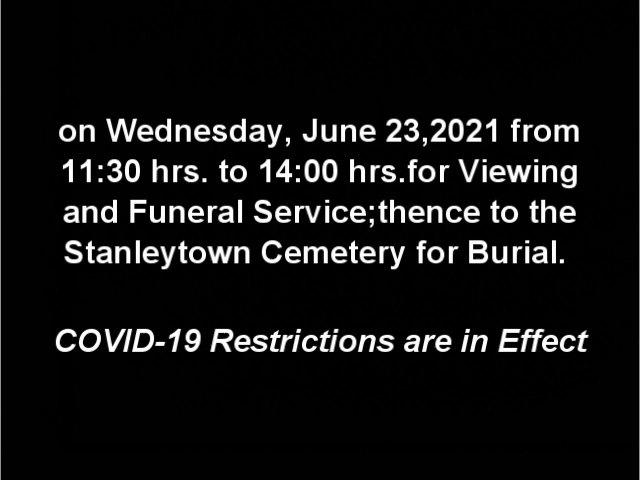 on Wednesday, June 23,2021 from
11:30 hrs. to 14:00 hrs.for Viewing
and Funeral Service;thence to the
Stanleytown Cemetery for Burial.
COVID-19 Restrictions are in Effect